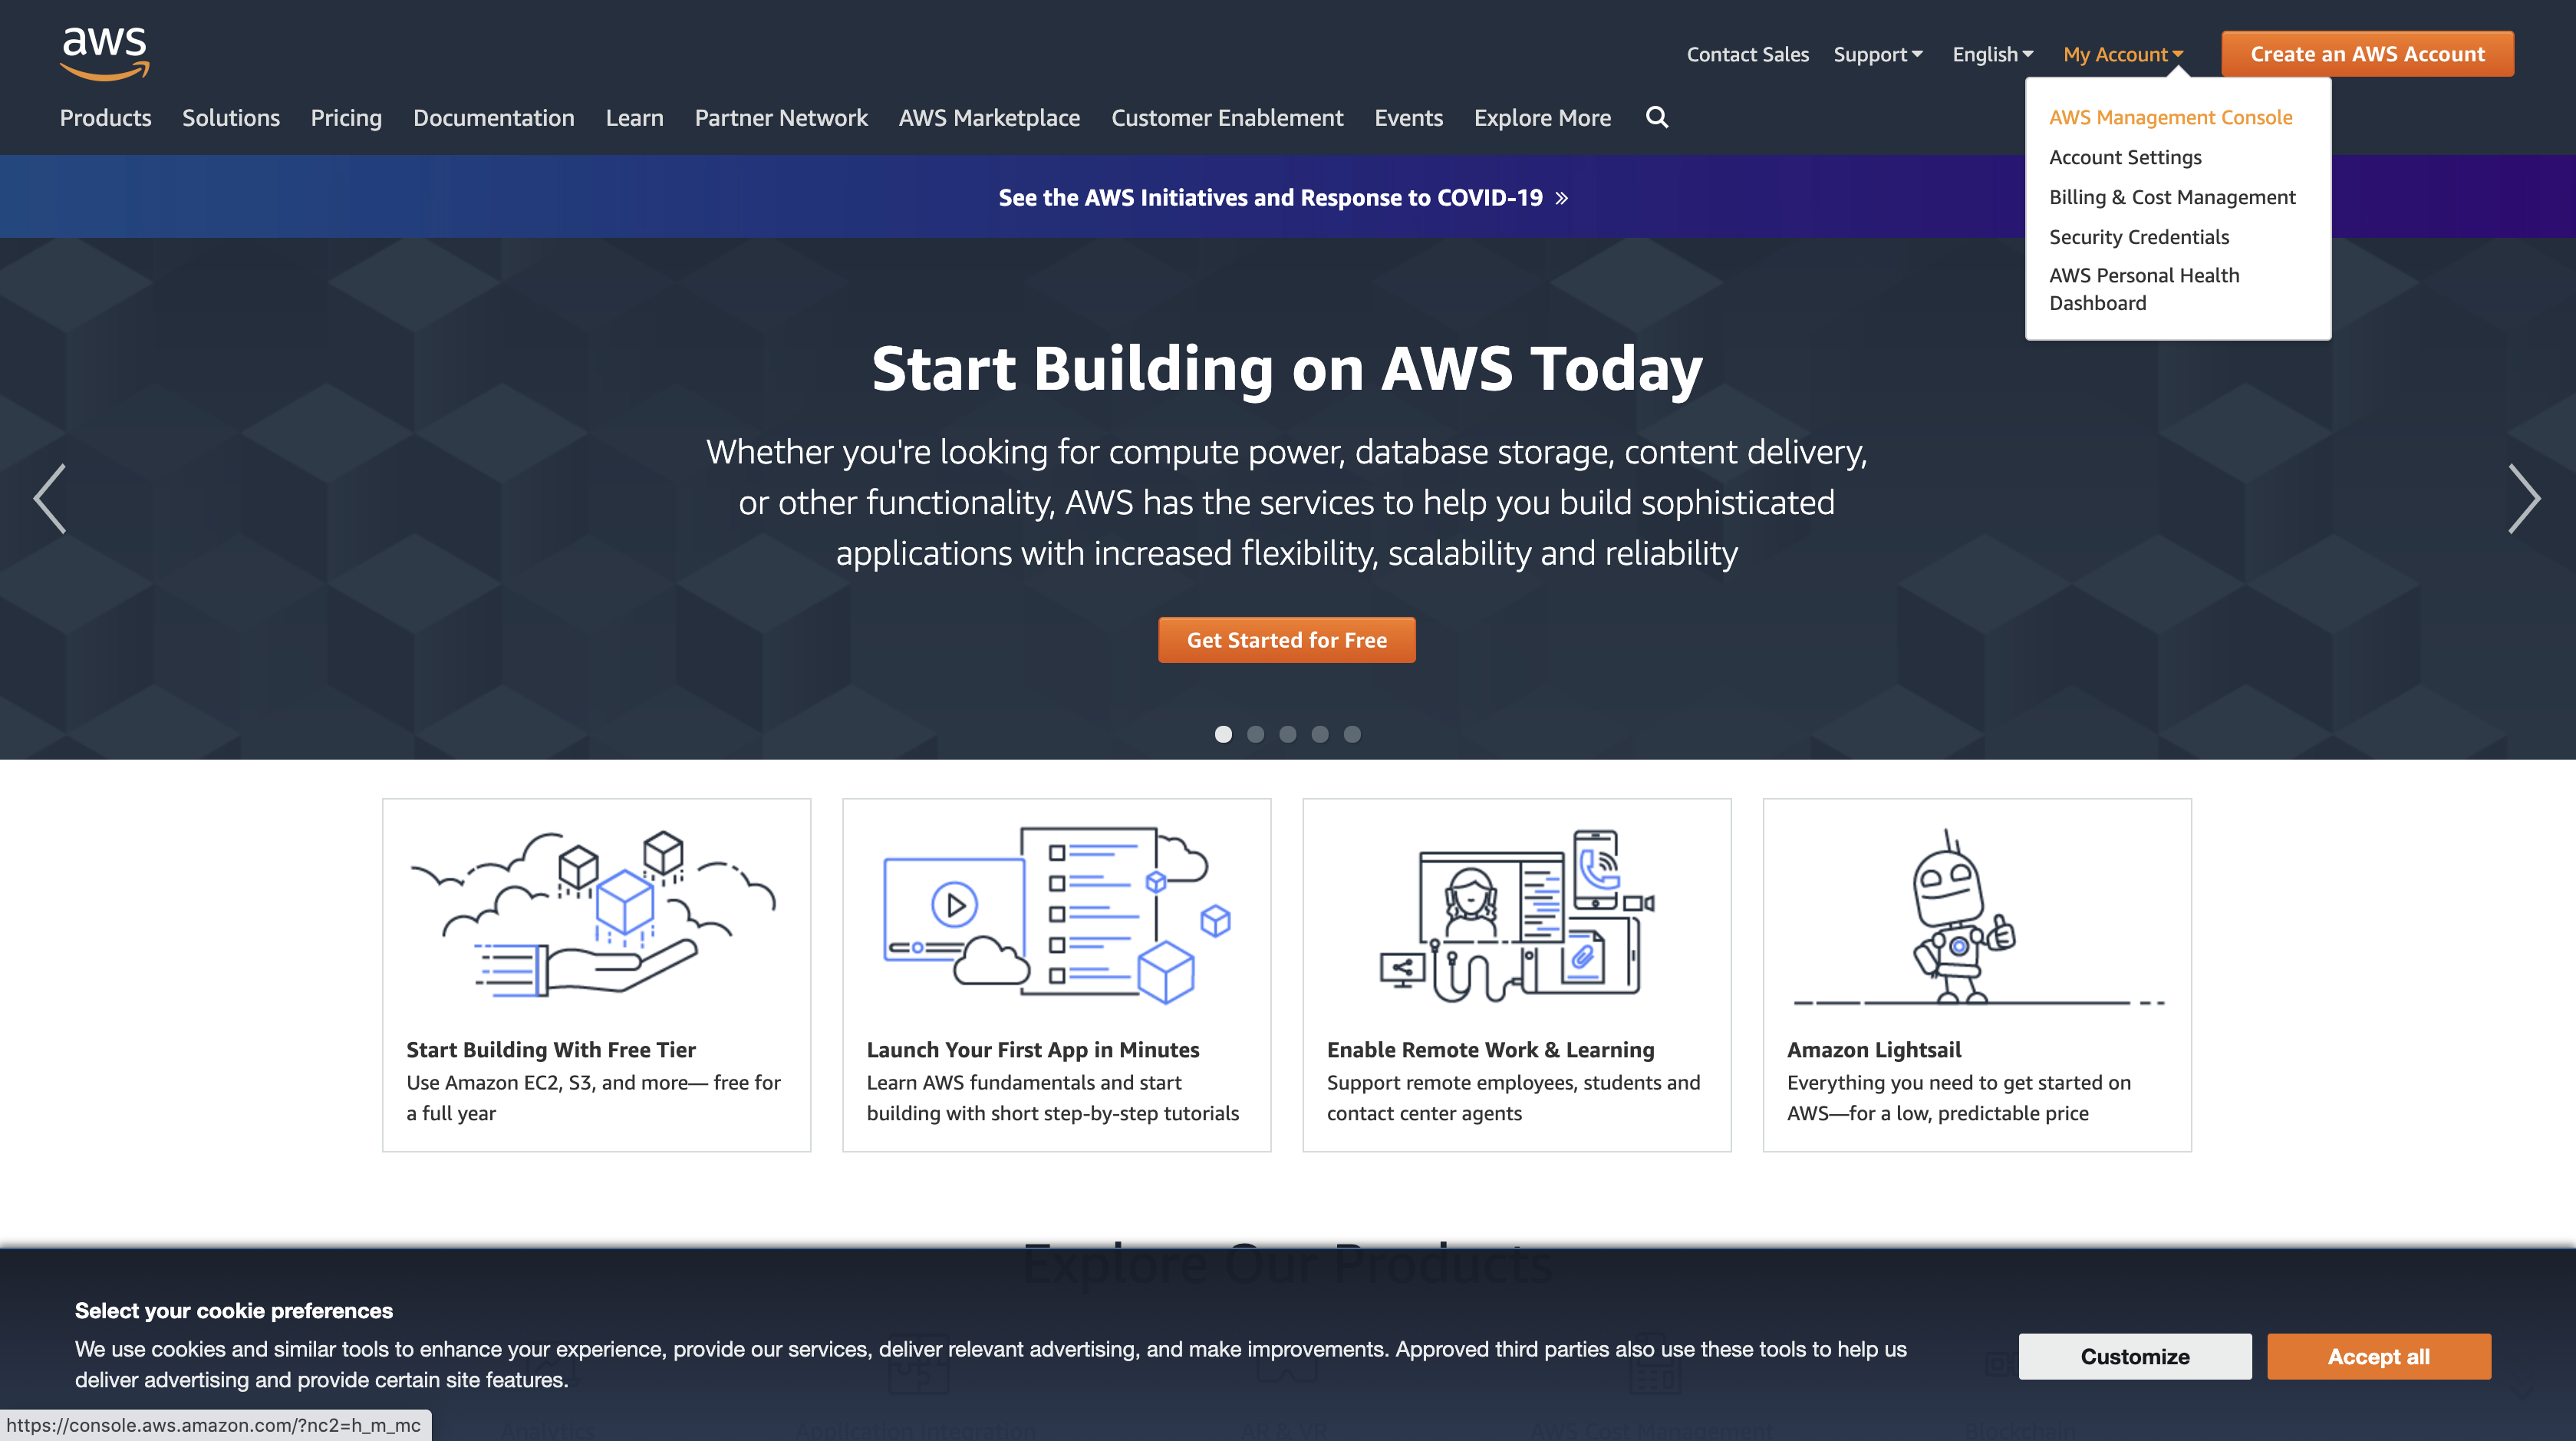 aws
Contact Sales Support English My Account Create an AWS Account
Products Solutions Pricing Documentation Learn Partner Network AWS Marketplace Customer Enablement Events Explore More
AWS Management Console
Account Settings
Billing & Cost Management
Security Credentials
AWS Personal Health
Dashboard
See the AWS Initiatives and Response to COVID-19 »
Start Building on AWS Today
Whether you're looking for compute power, database storage, content delivery,
or other functionality, AWS has the services to help you build sophisticated
applications with increased flexibility, scalability and reliability
Get Started for Free
Start Building With Free Tier
Use Amazon EC2, S3, and more— free for
a full year
Launch Your First App in Minutes
Learn AWS fundamentals and start
building with short step-by-step tutorials
Enable Remote Work & Learning
Support remote employees, students and
contact center agents
Amazon Lightsail
Everything you need to get started on
AWS—for a low, predictable price
Explore Our Products
Select your cookie preferences
We use cookies and similar tools to enhance your experience, provide our services, deliver relevant advertising, and make improvements. Approved third parties also use these tools to help us
deliver advertising and provide certain site features.
Customize
Accept all
https://console.aws.amazon.com/?nc2=h_m_mc
Analytics Application Integration AR & VR AWS Cost Management Blockchain